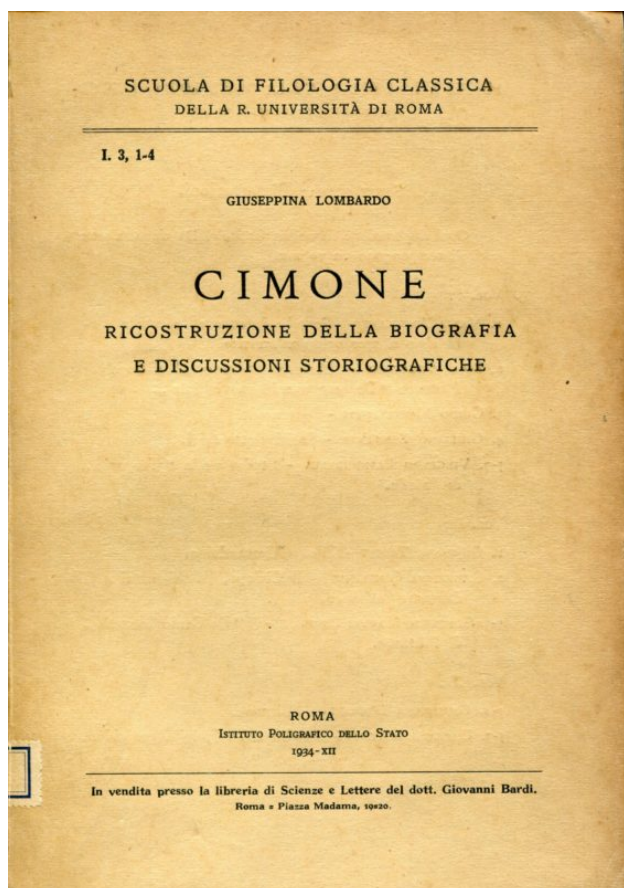 SCUOLA DI FILOLOGIA CLASSICA
DELLA R. UNIVERSITÀ DI ROMA
I. 3, 1-4
GIUSEPPINA LOMBARDO
CIMONE
RICOSTRUZIONE DELLA BIOGRAFIA
E DISCUSSIONI STORIOGRAFICHE
ROMA
ISTITUTO POLIGRAFICO DELLO STATO
1934-XII
In vendita presso la libreria di Scienze e Lettere del dott. Giovanni Bardi.
Roma = Piazza Madama, 19=20.